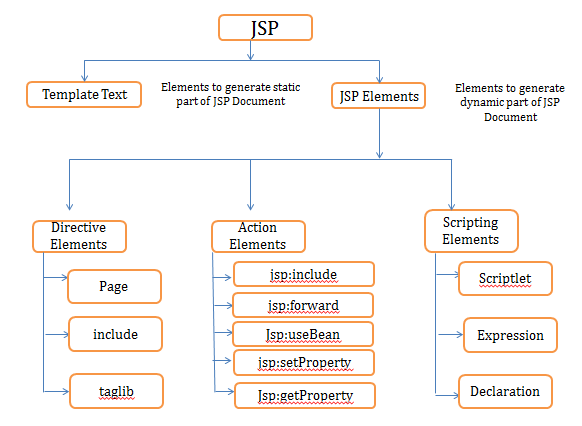 JSP
Template Text
Elements to generate static
part of JSP Document
JSP Elements
Elements to generate
dynamic part of JSP
Document
Directive
Elements
Page
include
taglib
Action
Elements
jsp:include
jsp:forward
Jsp:useBean
jsp:setProperty
Jsp:getProperty
Scripting
Elements
Scriptlet
Expression
Declaration